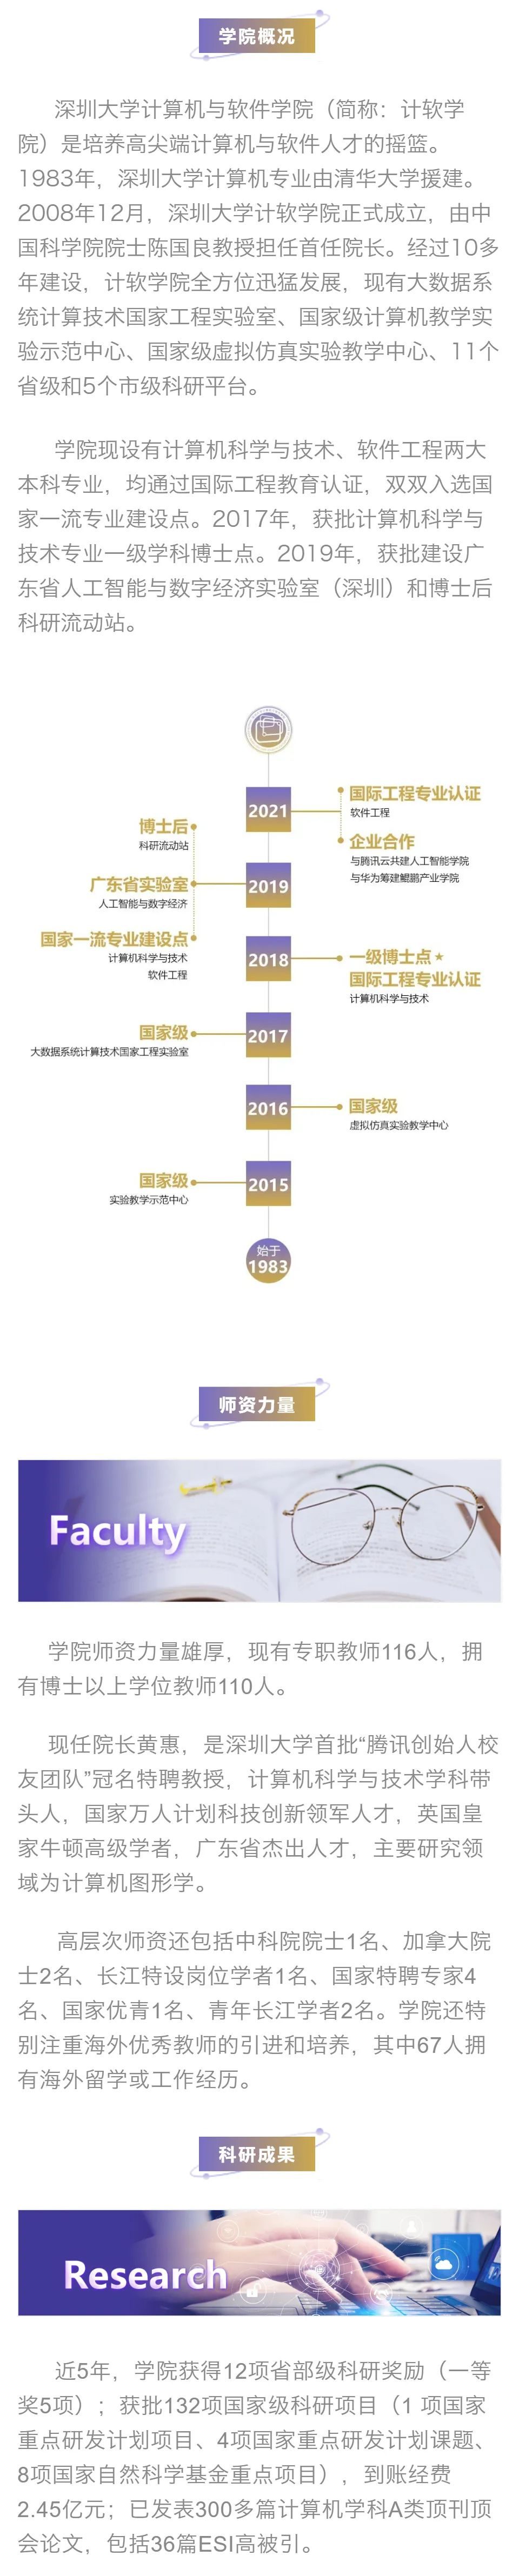 学院概况
深圳大学计算机与软件学院（简称：计软学
院）是培养高尖端计算机与软件人才的摇篮。
1983年，深圳大学计算机专业由清华大学援建。
2008年12月，深圳大学计软学院正式成立，由中
国科学院院士陈国良教授担任首任院长。经过10多
年建设，计软学院全方位迅猛发展，现有大数据系
统计算技术国家工程实验室、国家级计算机教学实
验示范中心、国家级虚拟仿真实验教学中心、11个
省级和5个市级科研平台。
学院现设有计算机科学与技术、软件工程两大
本科专业，均通过国际工程教育认证，双双入选国
家一流专业建设点。2017年，获批计算机科学与
技术专业一级学科博士点。2019年，获批建设广
东省人工智能与数字经济实验室（深圳）和博士后
科研流动站。
2021
国际工程专业认证
软件工程
企业合作
与腾讯云共建人工智能学院
与华为筹建鲲鹏产业学院
博士后
科研流动站
2019
广东省实验室
人工智能与数字经济
国家一流专业建设点
计算机科学与技术
软件工程
2018
一级博士点★
国际工程专业认证
计算机科学与技术
国家级
2017
大数据系统计算技术国家工程实验室
2016
国家级
虚拟仿真实验教学中心
国家级
2015
实验教学示范中心
始于
1983
师资力量
Faculty
学院师资力量雄厚，现有专职教师116人，拥
有博士以上学位教师110人。
现任院长黄惠，是深圳大学首批“腾讯创始人校
友团队”冠名特聘教授，计算机科学与技术学科带
头人，国家万人计划科技创新领军人才，英国皇
家牛顿高级学者，广东省杰出人才，主要研究领
域为计算机图形学。
高层次师资还包括中科院院士1名、加拿大院
士2名、长江特设岗位学者1名、国家特聘专家4
名、国家优青1名、青年长江学者2名。学院还特
别注重海外优秀教师的引进和培养，其中67人拥
有海外留学或工作经历。
科研成果
Research
近5年，学院获得12项省部级科研奖励（一等
奖5项）；获批132项国家级科研项目（1 项国家
重点研发计划项目、4项国家重点研发计划课题、
8项国家自然科学基金重点项目），到账经费
2.45亿元；已发表300多篇计算机学科A类顶刊顶
会论文，包括36篇ESI高被引。